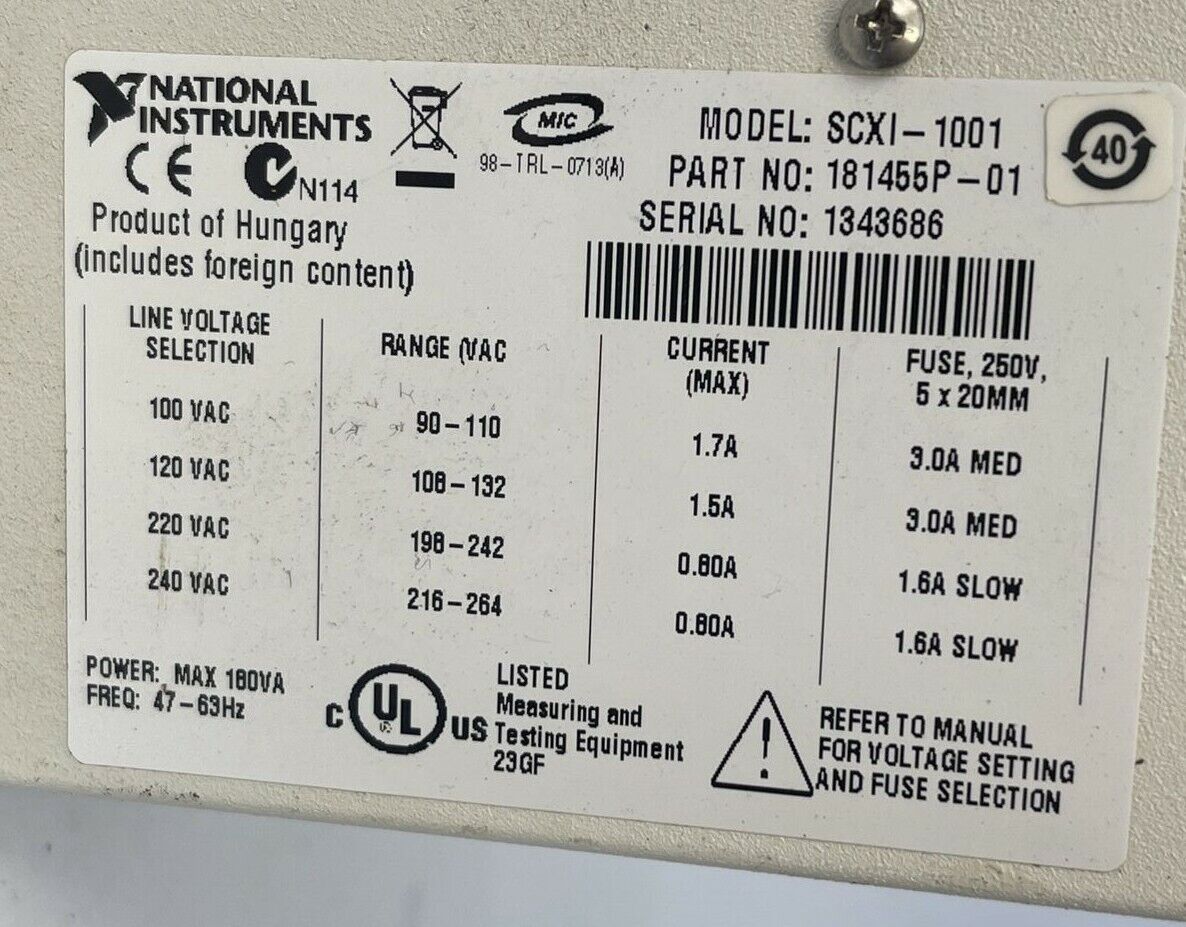 NATIONAL
INSTRUMENTS
CE N114
MIC
98-TRL-0713(A)
MODEL: SCXI-1001
PART NO: 181455P-01
SERIAL NO: 1343686
40
Product of Hungary
(includes foreign content)
LINE VOLTAGE
SELECTION
RANGE (VAC
CURRENT
(MAX)
FUSE, 250V,
5 x 20MM
100 VAC 90-110 1.7A 3.0A MED
120 VAC 108-132 1.5A 3.0A MED
220 VAC 198-242 0.80A 1.6A SLOW
240 VAC 216-264 0.80A 1.6A SLOW
POWER: MAX 180VA
FREQ: 47-63Hz
C UL US
LISTED
Measuring and
Testing Equipment
23GF
REFER TO MANUAL
FOR VOLTAGE SETTING
AND FUSE SELECTION